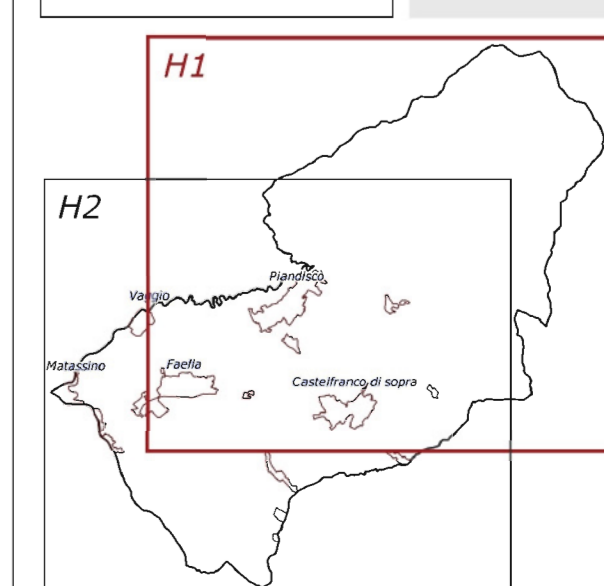 H1
H2
Piandiscò
Vaggio
Matassino
Faella
Castelfranco di sopra